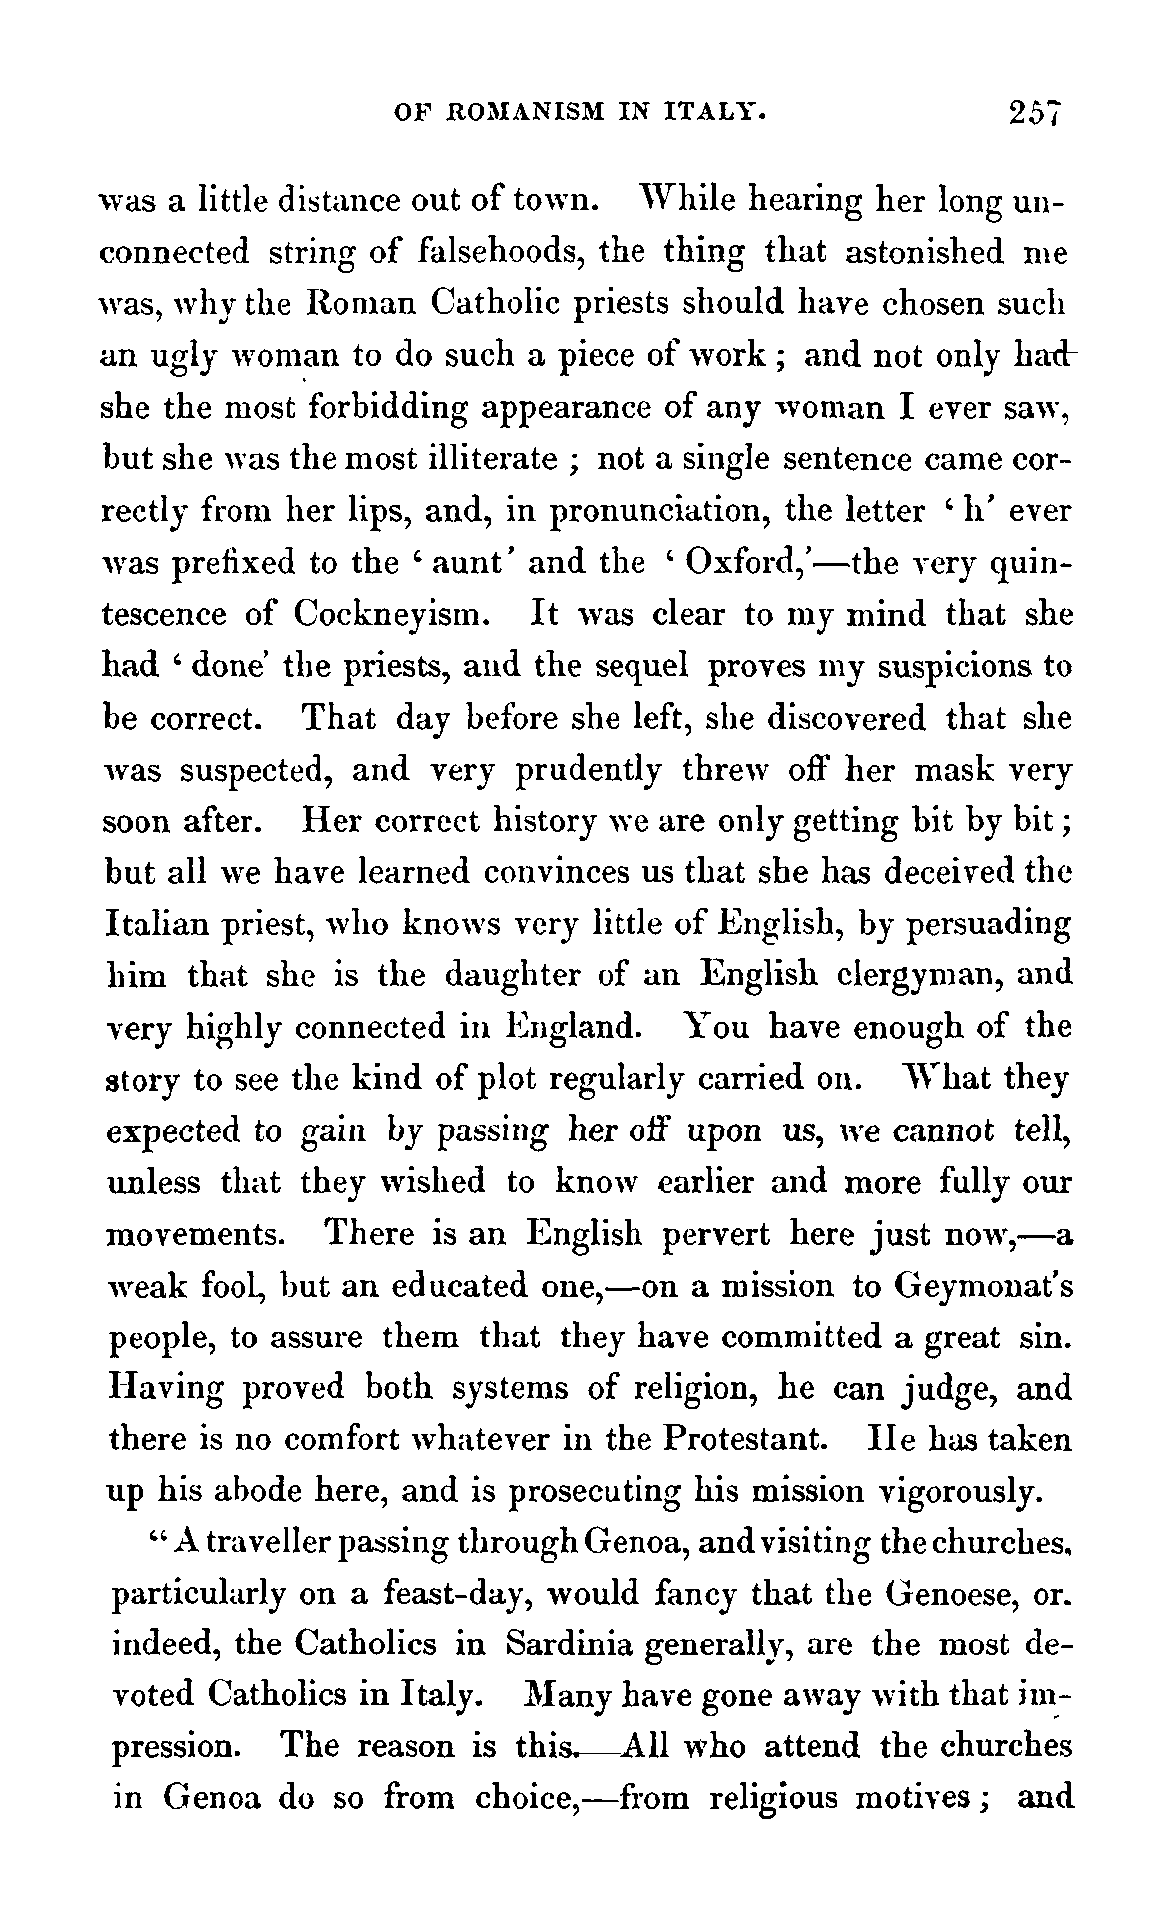 OF ROMANISM IN ITALY. 257
was a little distance out of town. While hearing her long un-
connected string of falsehoods, the thing that astonished me
was, why the Roman Catholic priests should have chosen such
an ugly woman to do such a piece of work ; and not only had
she the most forbidding appearance of any woman I ever saw,
but she was the most illiterate ; not a single sentence came cor-
rectly from her lips, and, in pronunciation, the letter ‘ h’ ever
was prefixed to the ‘ aunt’ and the ‘ Oxford,’—the very quin-
tescence of Cockneyism. It was clear to my mind that she
had ‘ done’ the priests, and the sequel proves my suspicions to
be correct. That day before she left, she discovered that she
was suspected, and very prudently threw off her mask very
soon after. Her correct history we are only getting bit by bit ;
but all we have learned convinces us that she has deceived the
Italian priest, who knows very little of English, by persuading
him that she is the daughter of an English clergyman, and
very highly connected in England. You have enough of the
story to see the kind of plot regularly carried on. What they
expected to gain by passing her off upon us, we cannot tell,
unless that they wished to know earlier and more fully our
movements. There is an English pervert here just now,—a
weak fool, but an educated one,—on a mission to Geymonat’s
people, to assure them that they have committed a great sin.
Having proved both systems of religion, he can judge, and
there is no comfort whatever in the Protestant. He has taken
up his abode here, and is prosecuting his mission vigorously.
“ A traveller passing through Genoa, and visiting the churches,
particularly on a feast-day, would fancy that the Genoese, or.
indeed, the Catholics in Sardinia generally, are the most de-
voted Catholics in Italy. Many have gone away with that im-
pression. The reason is this.—All who attend the churches
in Genoa do so from choice,—from religious motives ; and